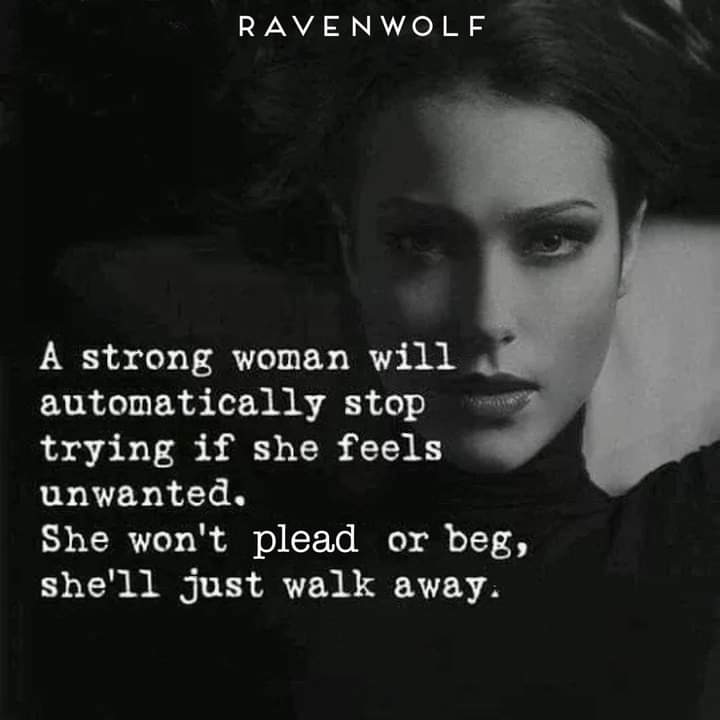 RAVENWOLF
A strong woman will
automatically stop
trying if she feels
unwanted.
She won't plead or beg,
she'll just walk away.